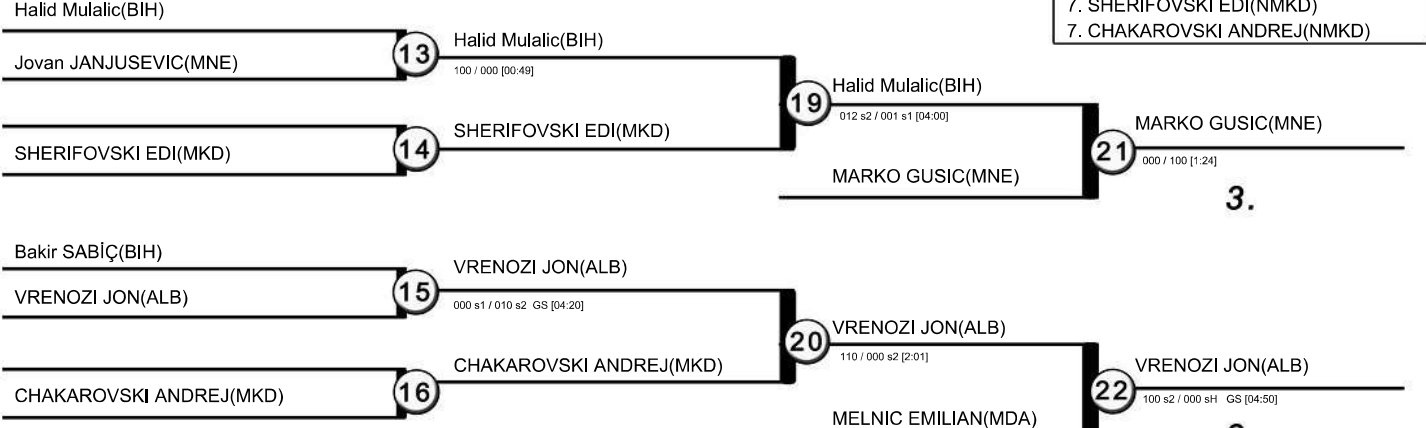 Halid Mulalic(BIH)
7. SHERIFOVSKI EDI(NMKD)
7. CHAKAROVSKI ANDREJ(NMKD)
13
Halid Mulalic(BIH)
Jovan JANJUSEVIC(MNE)
100 / 000 [00:49]
19
Halid Mulalic(BIH)
012 s2 / 001 s1 [04:00]
SHERIFOVSKI EDI(MKD)
14
SHERIFOVSKI EDI(MKD)
21
MARKO GUSIC(MNE)
000 / 100 [1:24]
MARKO GUSIC(MNE)
3.
Bakir SABİÇ(BIH)
15
VRENOZI JON(ALB)
VRENOZI JON(ALB)
000 s1 / 010 s2 GS [04:20]
20
VRENOZI JON(ALB)
110 / 000 s2 [2:01]
CHAKAROVSKI ANDREJ(MKD)
16
CHAKAROVSKI ANDREJ(MKD)
22
VRENOZI JON(ALB)
100 s2 / 000 sH GS [04:50]
MELNIC EMILIAN(MDA)